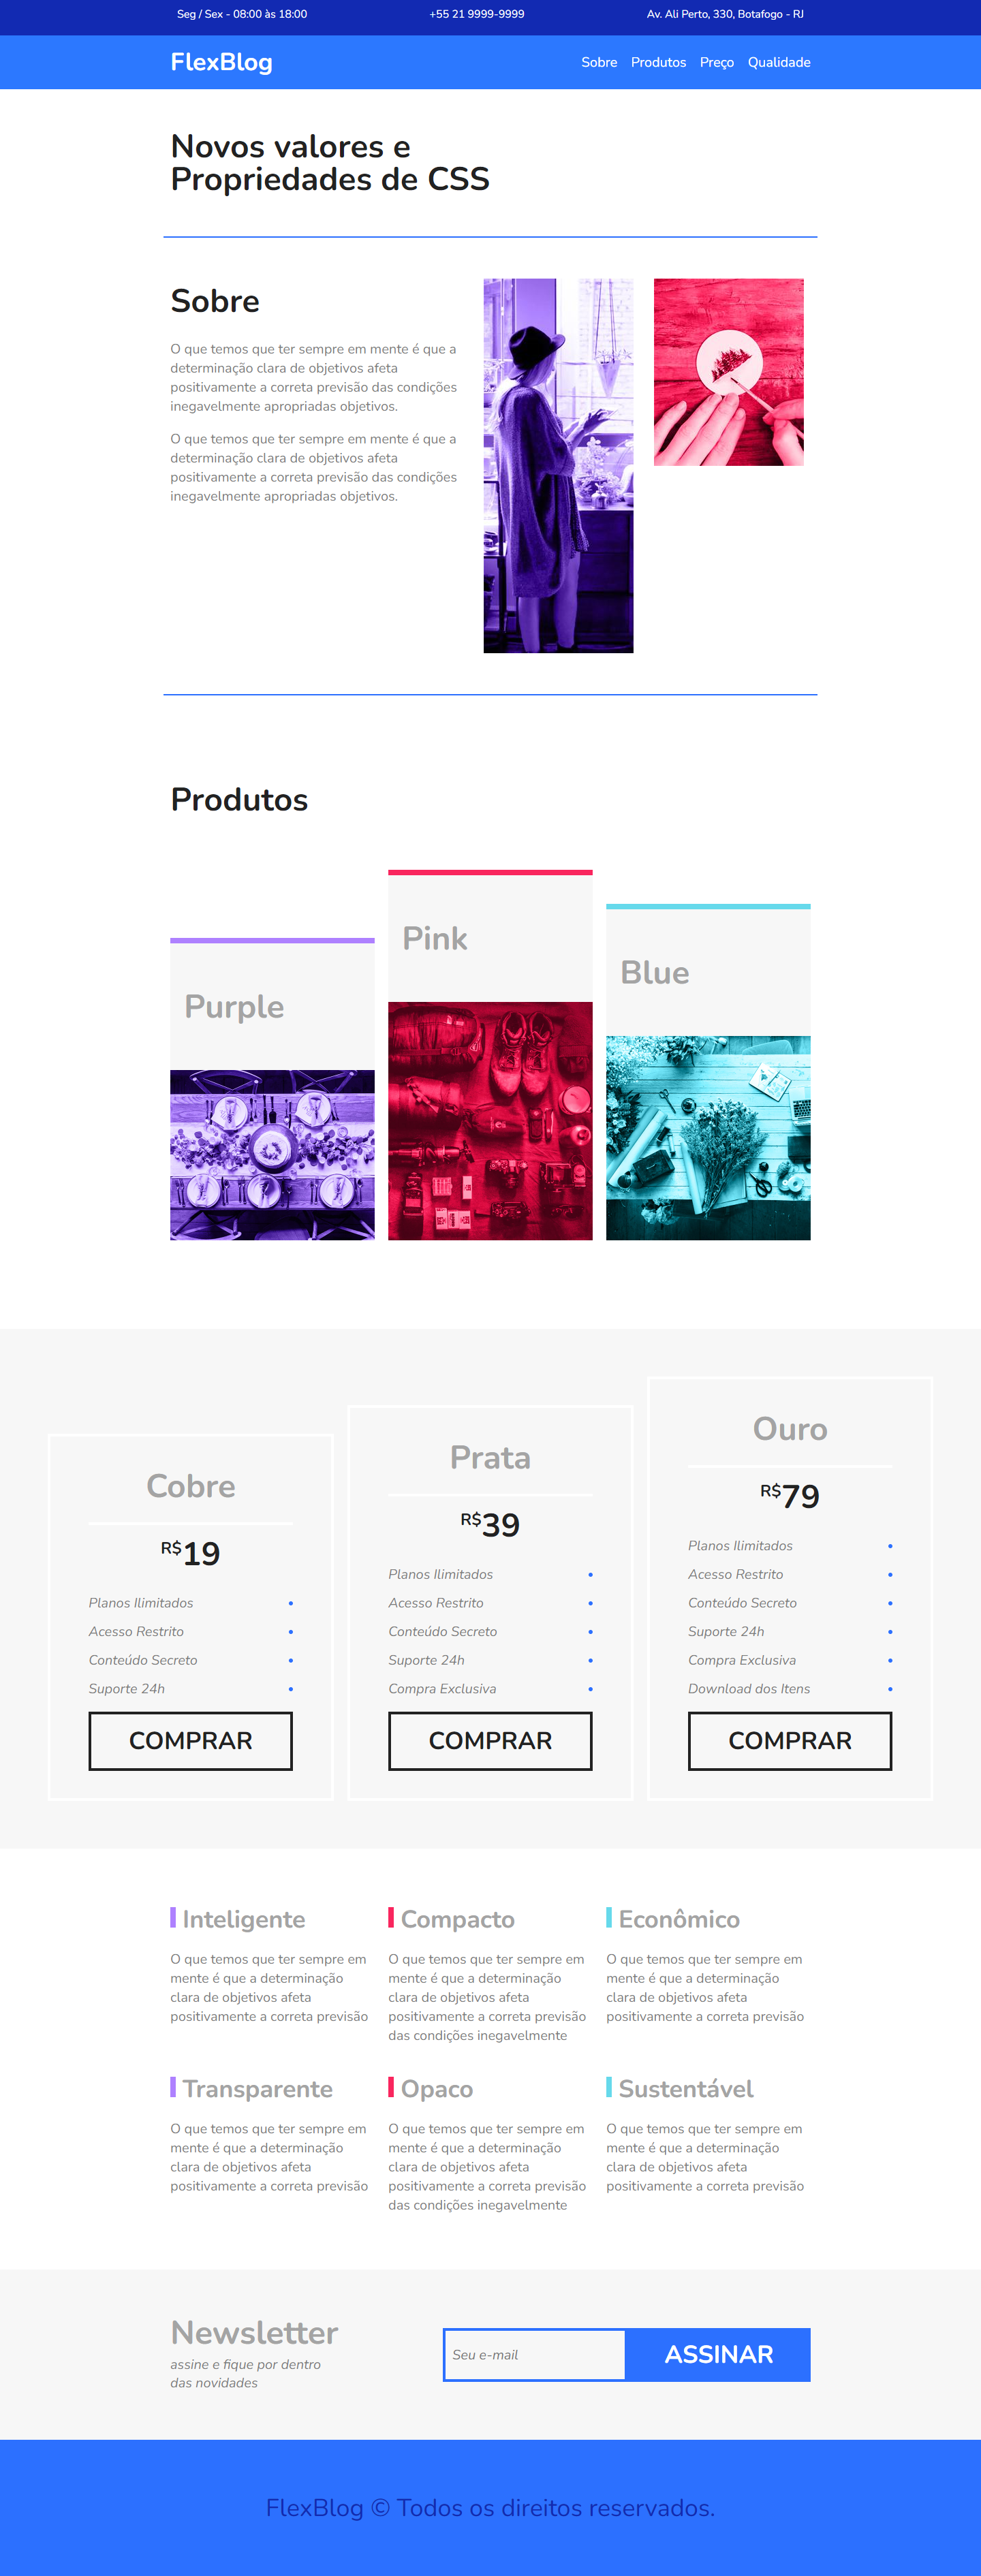 Seg / Sex - 08:00 às 18:00
+55 21 9999-9999
Av. Ali Perto, 330, Botafogo - RJ
FlexBlog
Sobre
Produtos
Preço
Qualidade
Novos valores e
Propriedades de CSS
Sobre
O que temos que ter sempre em mente é que a
determinação clara de objetivos afeta
positivamente a correta previsão das condições
inegavelmente apropriadas objetivos.
O que temos que ter sempre em mente é que a
determinação clara de objetivos afeta
positivamente a correta previsão das condições
inegavelmente apropriadas objetivos.
Produtos
Purple
Pink
Blue
Cobre
R$19
Planos Ilimitados
Acesso Restrito
Conteúdo Secreto
Suporte 24h
COMPRAR
Prata
R$39
Planos Ilimitados
Acesso Restrito
Conteúdo Secreto
Suporte 24h
Compra Exclusiva
COMPRAR
Ouro
R$79
Planos Ilimitados
Acesso Restrito
Conteúdo Secreto
Suporte 24h
Compra Exclusiva
Download dos Itens
COMPRAR
Inteligente
O que temos que ter sempre em
mente é que a determinação
clara de objetivos afeta
positivamente a correta previsão
Compacto
O que temos que ter sempre em
mente é que a determinação
clara de objetivos afeta
positivamente a correta previsão
das condições inegavelmente
Econômico
O que temos que ter sempre em
mente é que a determinação
clara de objetivos afeta
positivamente a correta previsão
Transparente
O que temos que ter sempre em
mente é que a determinação
clara de objetivos afeta
positivamente a correta previsão
Opaco
O que temos que ter sempre em
mente é que a determinação
clara de objetivos afeta
positivamente a correta previsão
das condições inegavelmente
Sustentável
O que temos que ter sempre em
mente é que a determinação
clara de objetivos afeta
positivamente a correta previsão
Newsletter
assine e fique por dentro
das novidades
Seu e-mail
ASSINAR
FlexBlog © Todos os direitos reservados.